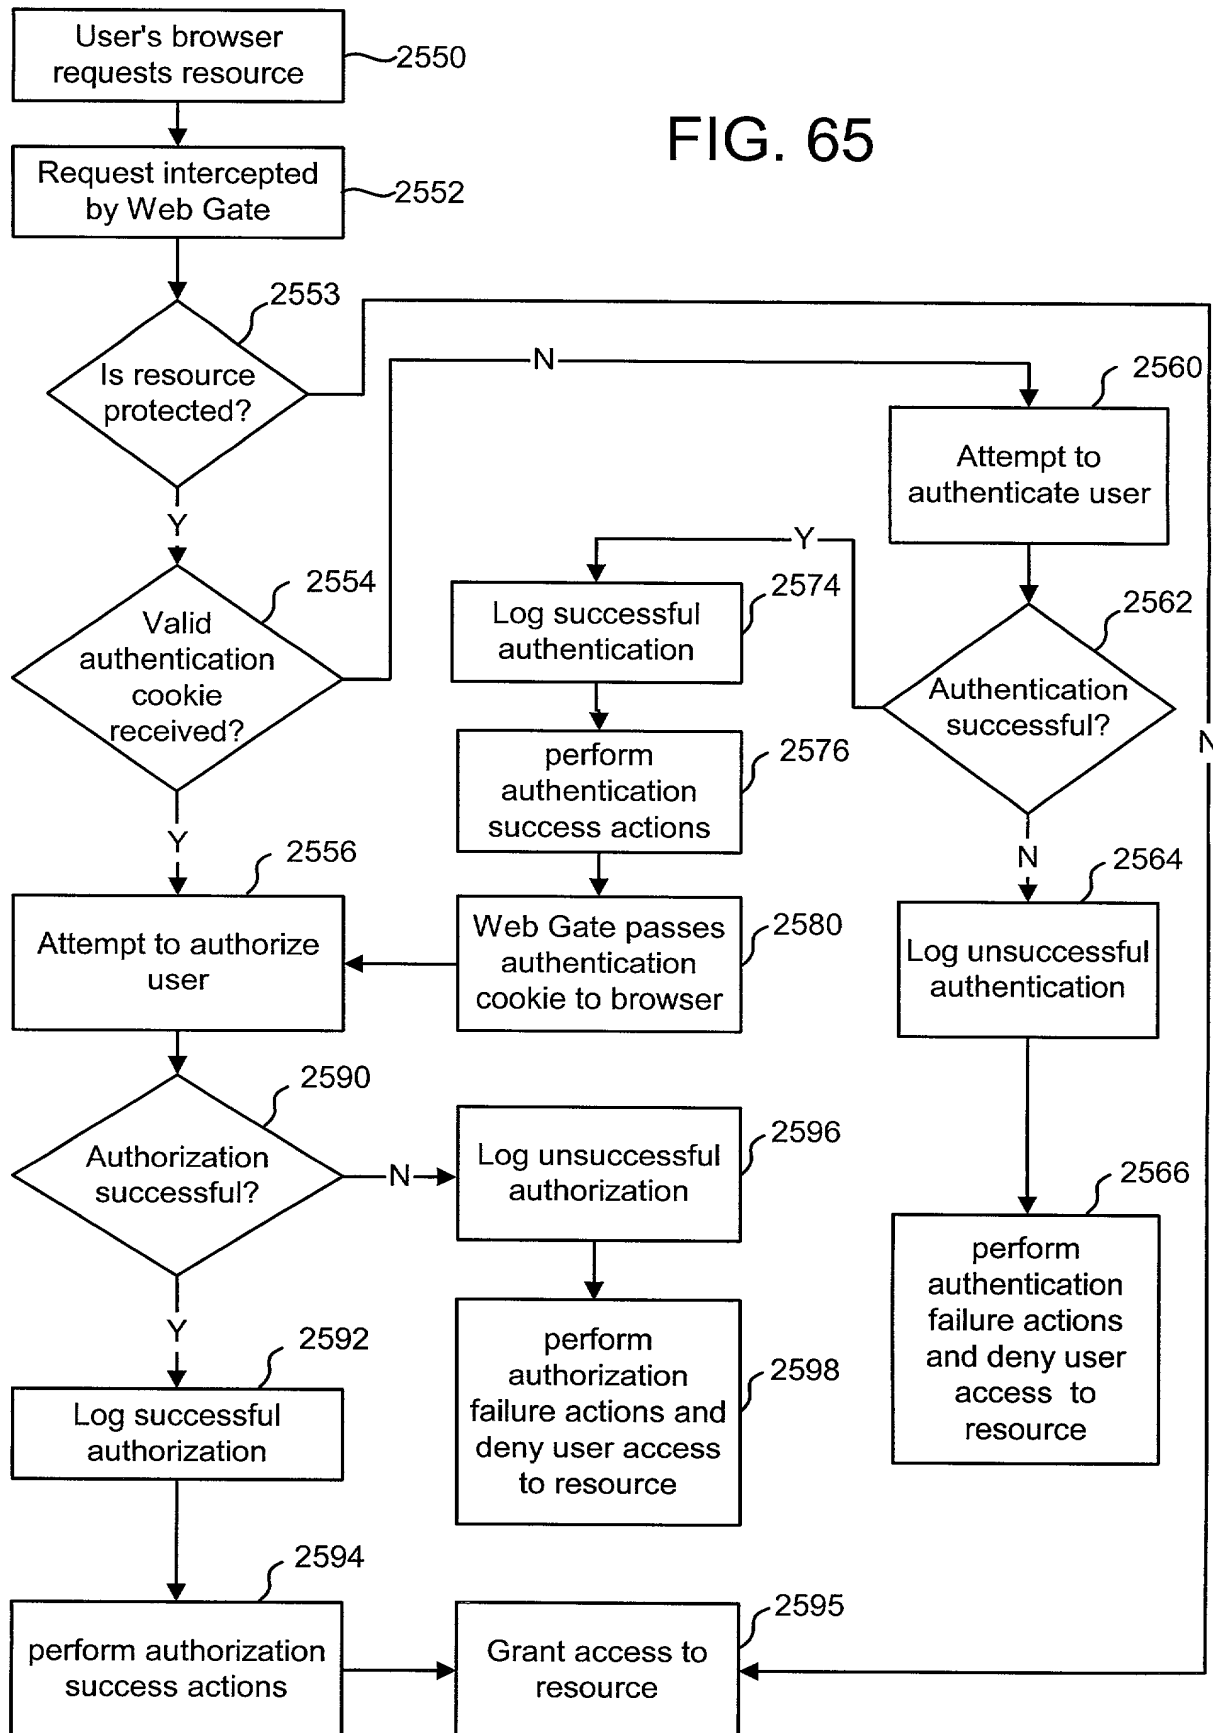 User's browser
requests resource
2550
FIG. 65
Request intercepted
by Web Gate
2552
2553
Is resource
protected?
N
2560
Attempt to
authenticate user
Y
Y
2554
Valid
authentication
cookie
received?
2574
Log successful
authentication
2562
Authentication
successful?
N
2576
perform
authentication
success actions
Y
N
2556
Attempt to authorize
user
2580
Web Gate passes
authentication
cookie to browser
2564
Log unsuccessful
authentication
2590
Authorization
successful?
N
2596
Log unsuccessful
authorization
2566
perform
authentication
failure actions
and deny user
access to
resource
Y
2592
Log successful
authorization
2598
perform
authorization
failure actions and
deny user access
to resource
2594
perform authorization
success actions
2595
Grant access to
resource